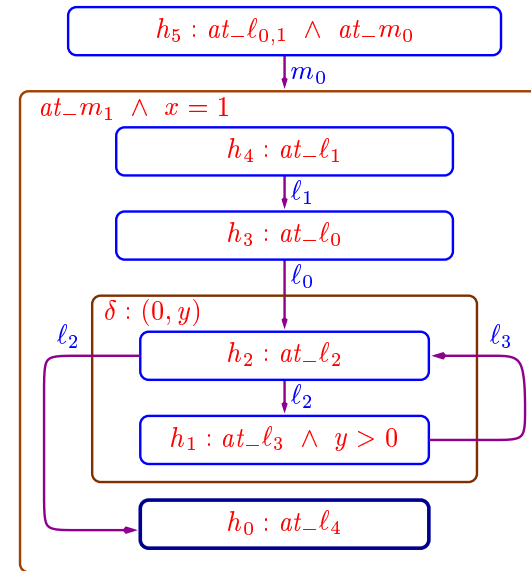 h₅ : at_ℓ₀,₁ ∧ at_m₀
m₀
at_m₁ ∧ x = 1
h₄ : at_ℓ₁
ℓ₁
h₃ : at_ℓ₀
ℓ₀
δ : (0, y)
ℓ₂
ℓ₃
h₂ : at_ℓ₂
ℓ₂
h₁ : at_ℓ₃ ∧ y > 0
h₀ : at_ℓ₄